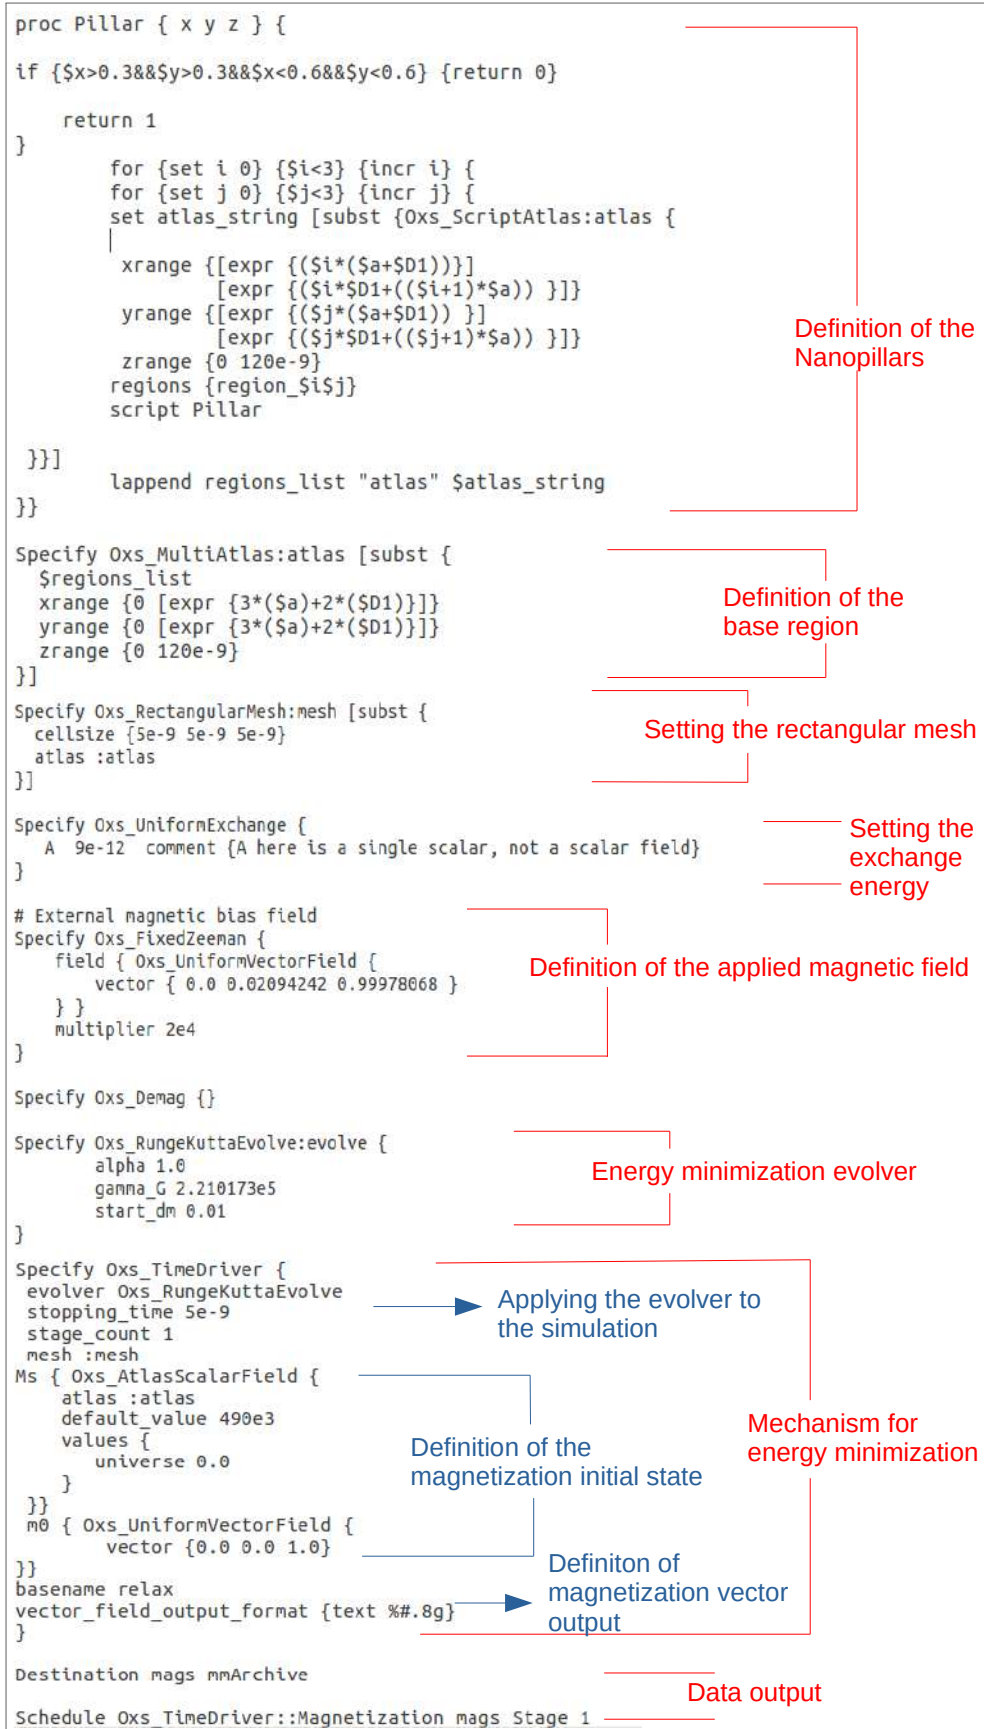 proc Pillar { x y z } {
if {$x>0.3&&$y>0.3&&$x<0.6&&$y<0.6} {return 0}
return 1
}
for {set i 0} {$i<3} {incr i} {
for {set j 0} {$j<3} {incr j} {
set atlas_string [subst {Oxs_ScriptAtlas:atlas {
xrange {[expr {($i*($a+$D1))}]
[expr {($i*$D1+(($i+1)*$a)) }]}
yrange {[expr {($j*($a+$D1)) }]
[expr {($j*$D1+(($j+1)*$a)) }]}
zrange {0 120e-9}
regions {region_$i$j}
script Pillar
}}]
lappend regions_list "atlas" $atlas_string
}}
Definition of the
Nanopillars
Specify Oxs_MultiAtlas:atlas [subst {
$regions_list
xrange {0 [expr {3*($a)+2*($D1)}]}
yrange {0 [expr {3*($a)+2*($D1)}]}
zrange {0 120e-9}
}]
Definition of the
base region
Specify Oxs_RectangularMesh:mesh [subst {
cellsize {5e-9 5e-9 5e-9}
atlas :atlas
}]
Setting the rectangular mesh
Specify Oxs_UniformExchange {
A 9e-12 comment {A here is a single scalar, not a scalar field}
}
Setting the
exchange
energy
# External magnetic bias field
Specify Oxs_FixedZeeman {
field { Oxs_UniformVectorField {
vector { 0.0 0.02094242 0.99978068 }
} }
multiplier 2e4
}
Definition of the applied magnetic field
Specify Oxs_Demag {}
Specify Oxs_RungeKuttaEvolve:evolve {
alpha 1.0
gamma_G 2.210173e5
start_dm 0.01
}
Energy minimization evolver
Specify Oxs_TimeDriver {
evolver Oxs_RungeKuttaEvolve
stopping_time 5e-9
stage_count 1
mesh :mesh
Applying the evolver to
the simulation
Ms { Oxs_AtlasScalarField {
atlas :atlas
default_value 490e3
values {
universe 0.0
}
}}
m0 { Oxs_UniformVectorField {
vector {0.0 0.0 1.0}
}}
Definition of the
magnetization initial state
basename relax
vector_field_output_format {text %#.8g}
}
Definiton of
magnetization vector
output
Mechanism for
energy minimization
Destination mags mmArchive
Schedule Oxs_TimeDriver::Magnetization mags Stage 1
Data output